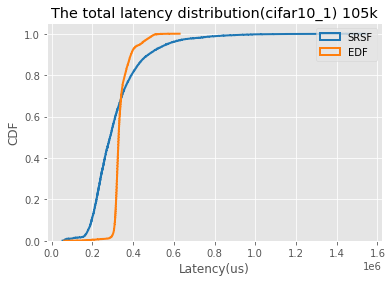 The total latency distribution(cifar10_1) 105k
1.0
0.8
0.6
0.4
0.2
0.0
CDF
SRSF
EDF
0.0 0.2 0.4 0.6 0.8 1.0 1.2 1.4 1.6
1e6
Latency(us)